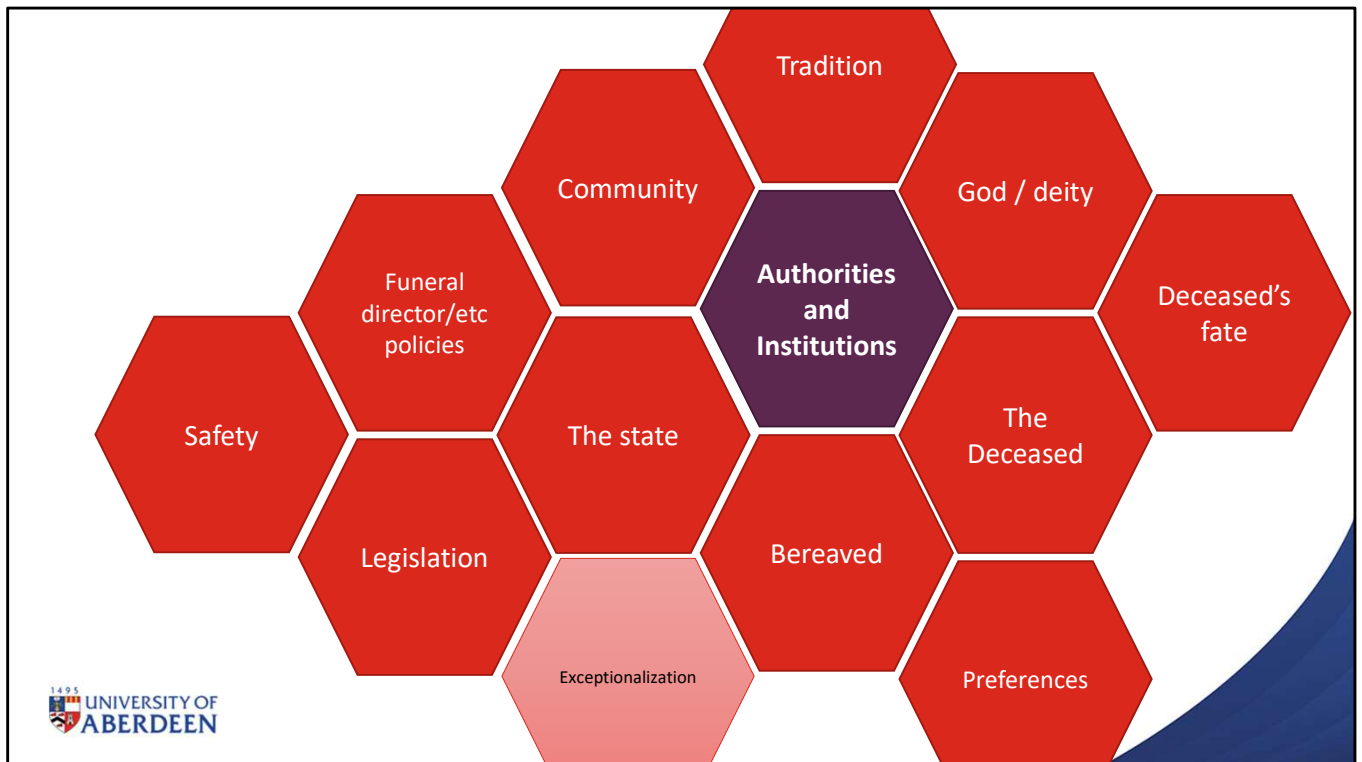 Tradition
Community
God / deity
Authorities
and
Institutions
Funeral
director/etc
policies
Deceased's
fate
Safety
The state
The
Deceased
Legislation
Bereaved
Exceptionalization
Preferences
1495
UNIVERSITY OF
ABERDEEN